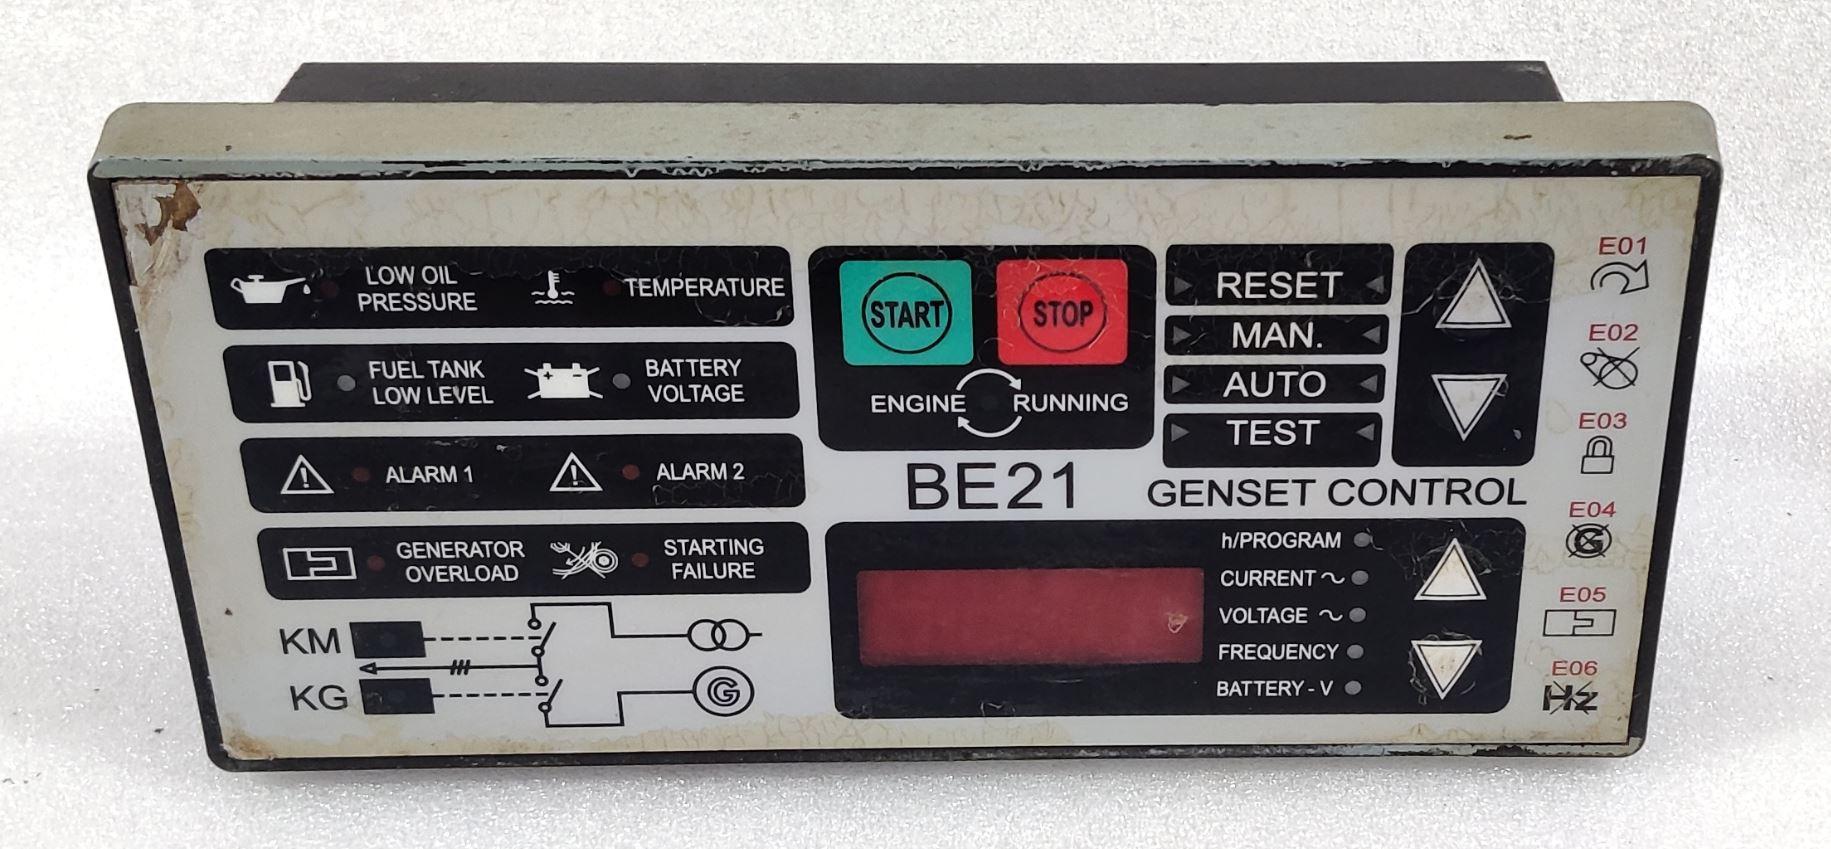 LOW OIL
PRESSURE
TEMPERATURE
FUEL TANK
LOW LEVEL
BATTERY
VOLTAGE
ALARM 1
ALARM 2
GENERATOR
OVERLOAD
STARTING
FAILURE
KM
KG
G
START
STOP
ENGINE RUNNING
BE21
RESET
MAN.
AUTO
TEST
GENSET CONTROL
h/PROGRAM
CURRENT ~
VOLTAGE ~
FREQUENCY
BATTERY - V
E01
E02
E03
E04
G
E05
E06
Hz